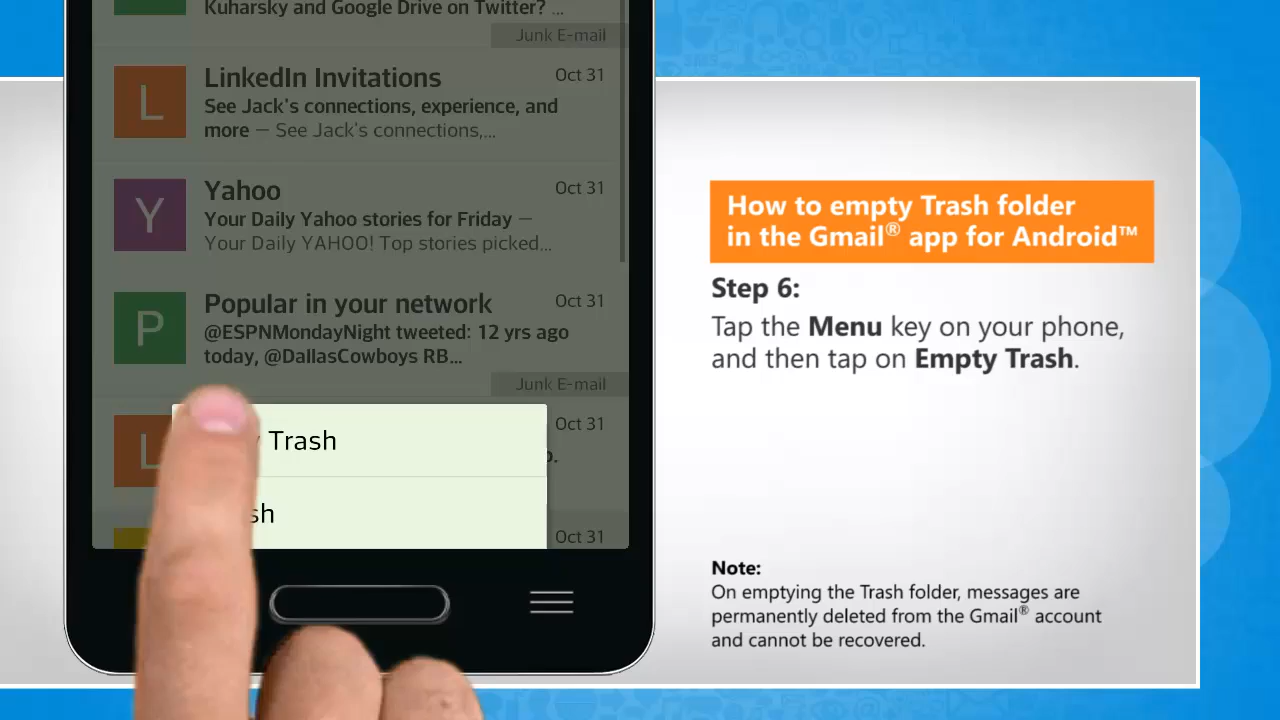 Kuharsky and Google Drive on Twitter? ...
Junk E-mail
L
LinkedIn Invitations
Oct 31
See Jack's connections, experience, and
more — See Jack's connections,...
Y
Yahoo
Oct 31
Your Daily Yahoo stories for Friday —
Your Daily YAHOO! Top stories picked...
P
Popular in your network
Oct 31
@ESPNMondayNight tweeted: 12 yrs ago
today, @DallasCowboys RB...
Junk E-mail
L
Oct 31
Trash
Oct 31
How to empty Trash folder
in the Gmail® app for Android™
Step 6:
Tap the Menu key on your phone,
and then tap on Empty Trash.
Note:
On emptying the Trash folder, messages are
permanently deleted from the Gmail® account
and cannot be recovered.